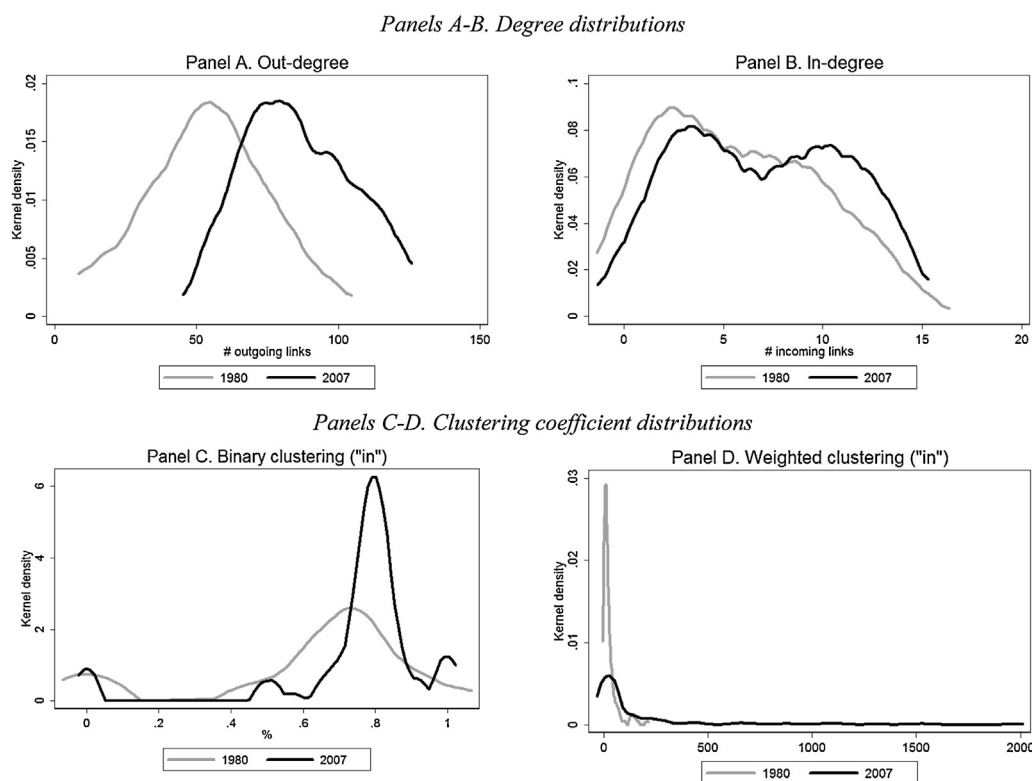 Panels A-B. Degree distributions
Panel A. Out-degree
Kernel density
0 .005 .01 .015 .02
0 50 100 150
# outgoing links
1980 2007
Panel B. In-degree
Kernel density
0 .02 .04 .06 .08 .1
0 5 10 15 20
# incoming links
1980 2007
Panels C-D. Clustering coefficient distributions
Panel C. Binary clustering ("in")
Kernel density
0 2 4 6
0 .2 .4 .6 .8 1
%
1980 2007
Panel D. Weighted clustering ("in")
Kernel density
0 .01 .02 .03
0 500 1000 1500 2000
1980 2007